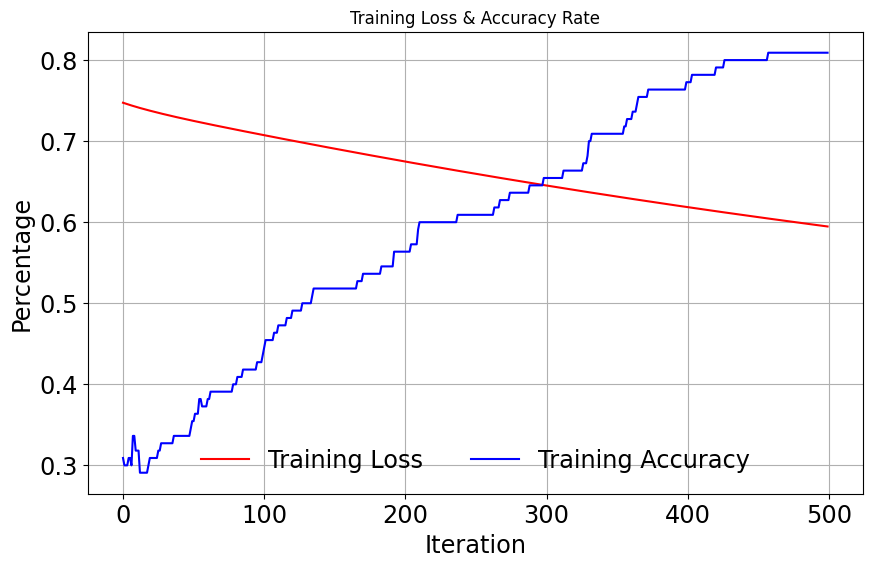 Training Loss & Accuracy Rate
Percentage
0.8
0.7
0.6
0.5
0.4
0.3
Training Loss
Training Accuracy
0 100 200 300 400 500
Iteration